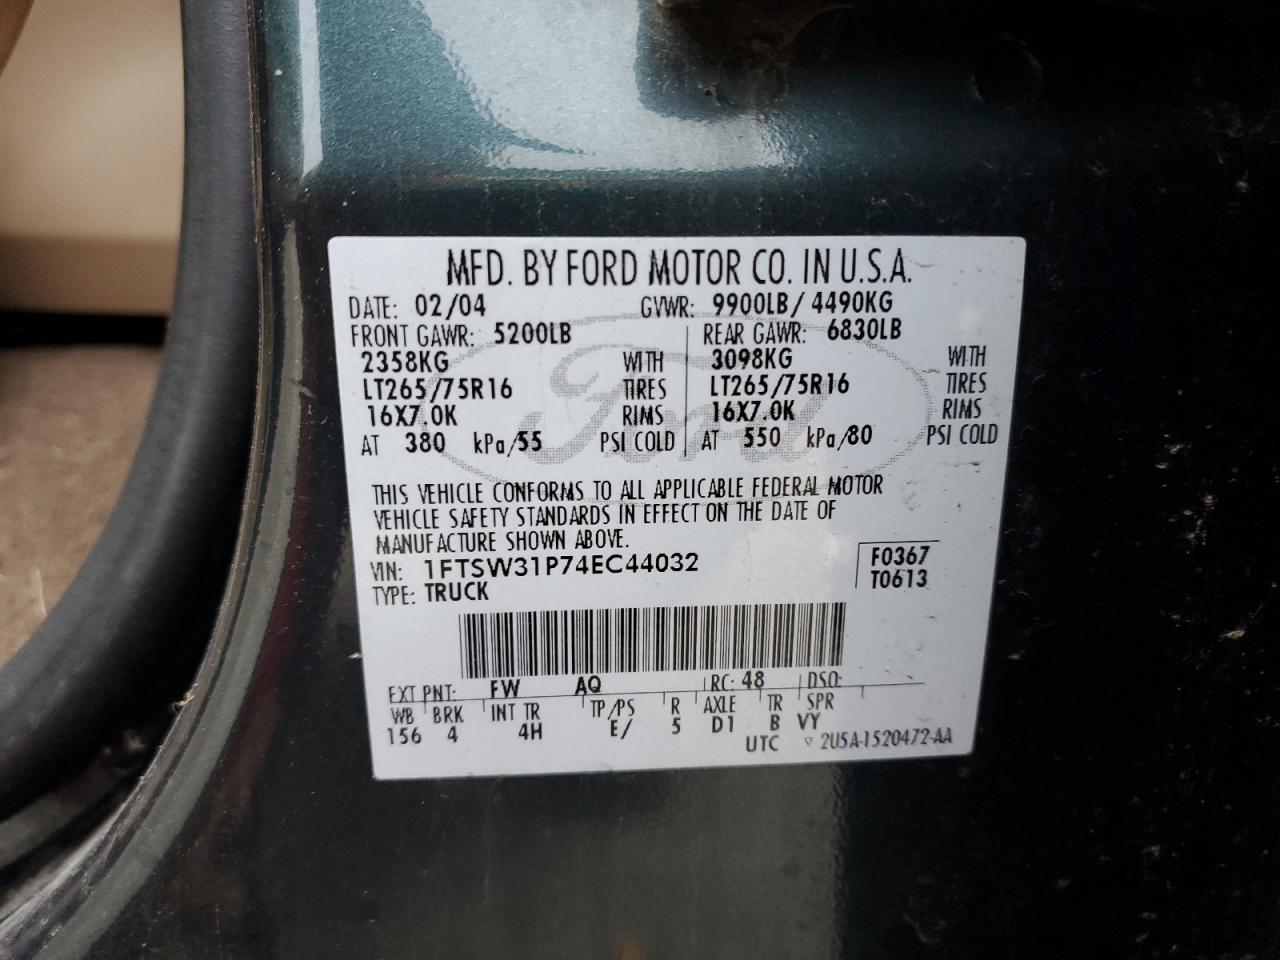 MFD. BY FORD MOTOR CO. IN U.S.A.
DATE: 02/04 GVWR: 9900LB/ 4490KG
FRONT GAWR: 5200LB REAR GAWR: 6830LB
2358KG WITH 3098KG WITH
LT265/75R16 TIRES LT265/75R16 TIRES
16X7.0K RIMS 16X7.0K RIMS
AT 380 kPa/55 PSI COLD AT 550 kPa/80 PSI COLD
Ford
THIS VEHICLE CONFORMS TO ALL APPLICABLE FEDERAL MOTOR
VEHICLE SAFETY STANDARDS IN EFFECT ON THE DATE OF
MANUFACTURE SHOWN ABOVE.
VIN: 1FTSW31P74EC44032 F0367
TYPE: TRUCK T0613
EXT PNT: FW AQ RC: 48 DSO:
WB BRK INT TR TP/PS R AXLE TR SPR
156 4 4H E/ 5 D1 B VY
UTC ▽ 2U5A-1520472-AA